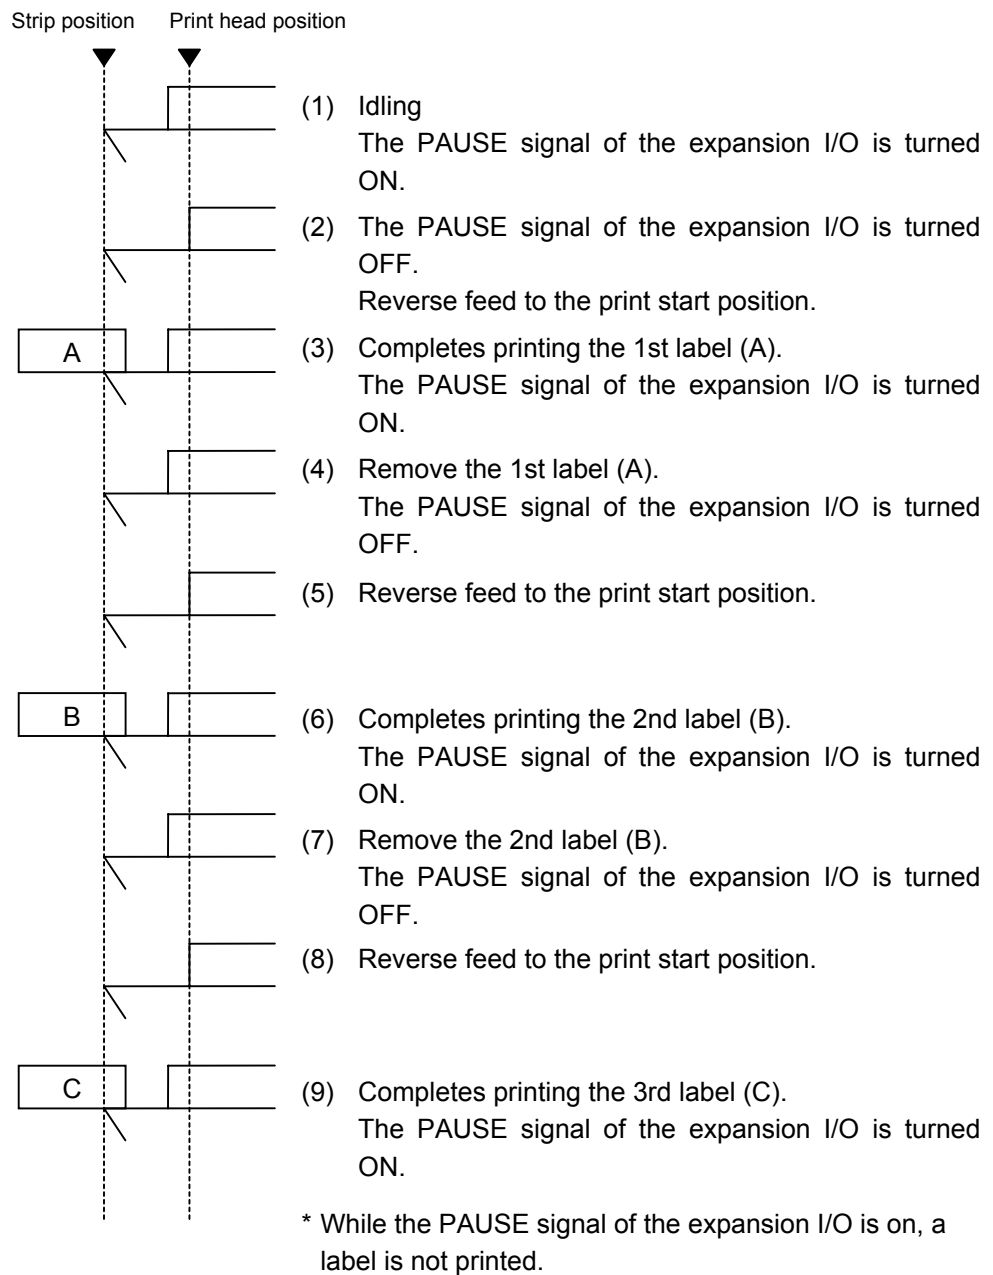 Strip position Print head position
(1) Idling
The PAUSE signal of the expansion I/O is turned
ON.
(2) The PAUSE signal of the expansion I/O is turned
OFF.
Reverse feed to the print start position.
A
(3) Completes printing the 1st label (A).
The PAUSE signal of the expansion I/O is turned
ON.
(4) Remove the 1st label (A).
The PAUSE signal of the expansion I/O is turned
OFF.
(5) Reverse feed to the print start position.
B
(6) Completes printing the 2nd label (B).
The PAUSE signal of the expansion I/O is turned
ON.
(7) Remove the 2nd label (B).
The PAUSE signal of the expansion I/O is turned
OFF.
(8) Reverse feed to the print start position.
C
(9) Completes printing the 3rd label (C).
The PAUSE signal of the expansion I/O is turned
ON.
* While the PAUSE signal of the expansion I/O is on, a
label is not printed.